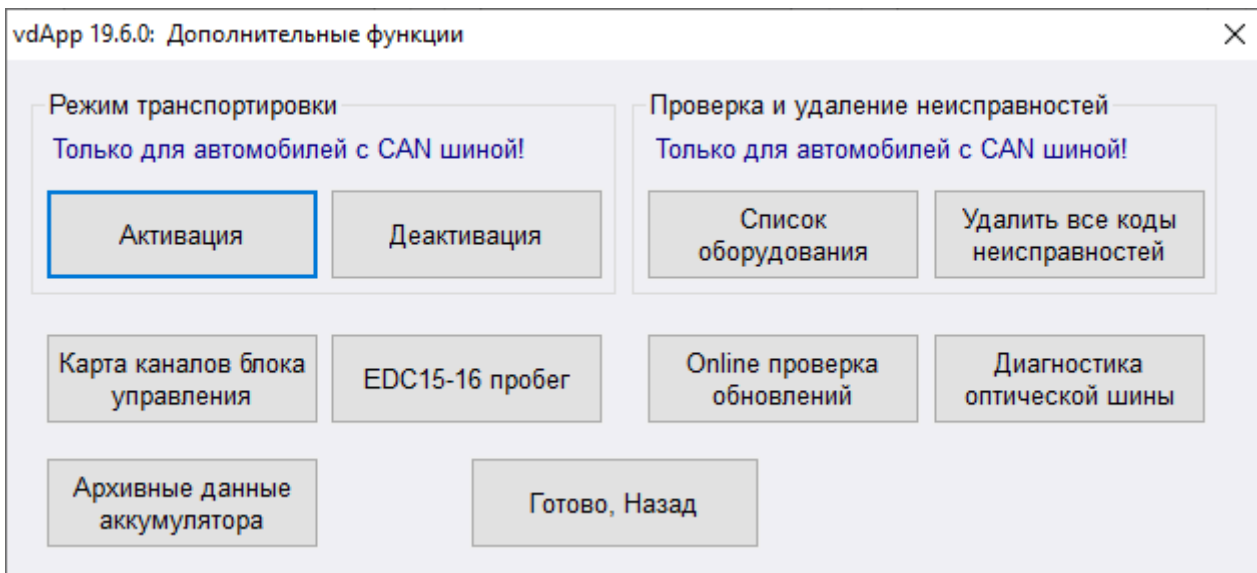 vdApp 19.6.0:  Дополнительные функции
Режим транспортировки
Только для автомобилей с CAN шиной!
Активация
Деактивация
Проверка и удаление неисправностей
Только для автомобилей с CAN шиной!
Список
оборудования
Удалить все коды
неисправностей
Карта каналов блока
управления
EDC15-16 пробег
Online проверка
обновлений
Диагностика
оптической шины
Архивные данные
аккумулятора
Готово, Назад